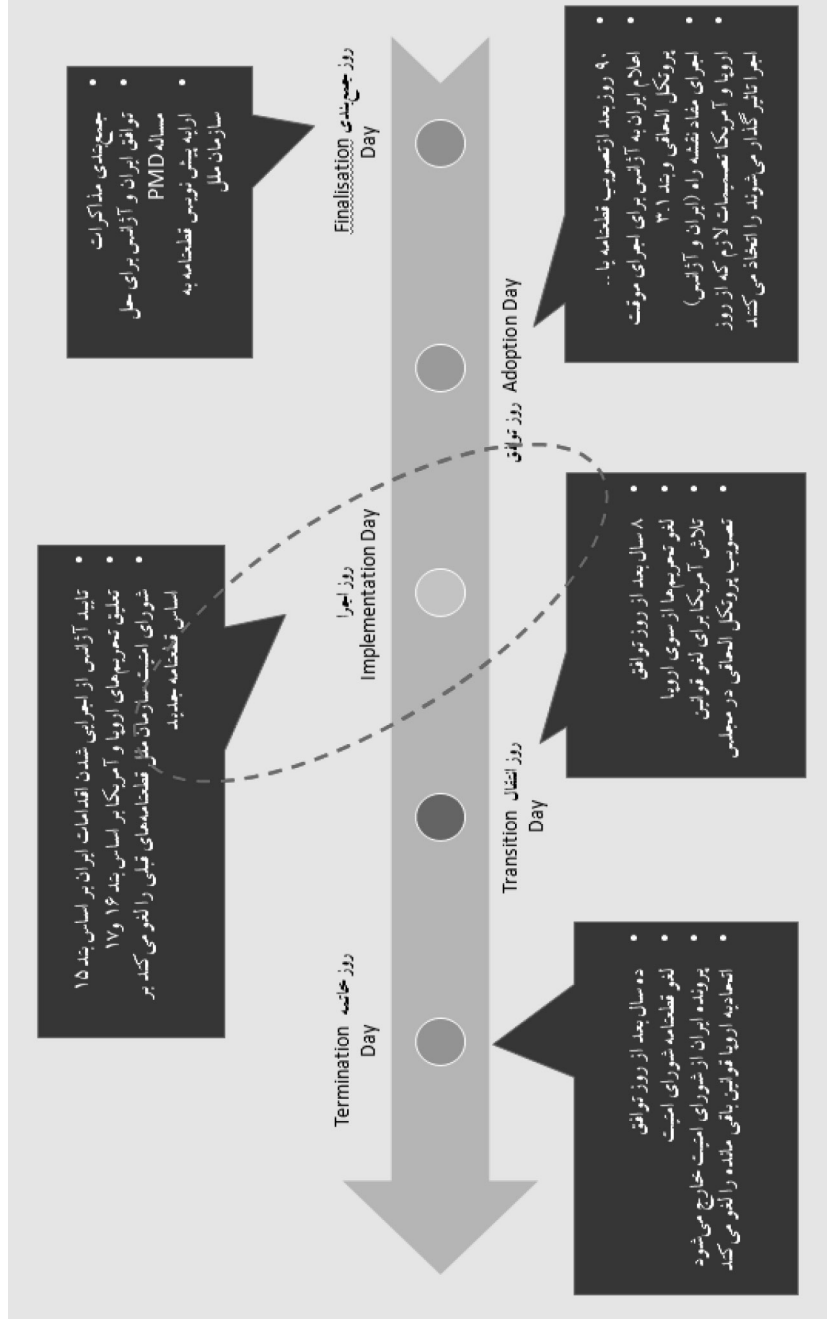 روز جمع‌بندی Finalisation
Day
جمع‌بندی مذاکرات
توافق ایران و آژانس برای حل
مساله PMD
ارایه پیش نویس قطعنامه به
سازمان ملل
روز توافق Adoption Day
۹۰ روز بعد ازتصویب قطعنامه یا ..
اعلام ایران به آژانس برای اجرای موقت
پروتکل الحاقی و بند ۳.۱
اجرای مفاد نقشه راه (ایران و آژانس)
اروپا و آمریکا تصمیمات لازم که از روز
اجرا تاثیر گذار می‌شوند را اتخاذ می کنند
روز اجرا
Implementation Day
تایید آژانس از اجرایی شدن اقدامات ایران بر اساس بند ۱۵
تعلیق تحریم‌های اروپا و آمریکا بر اساس بند ۱۶ و۱۷
شورای امنیت سازمان ملل قطعنامه‌های قبلی را لغو می کند بر
اساس قطعنامه جدید
روز انتقال Transition
Day
۸ سال بعد از روز توافق
لغو تحریم‌ها از سوی اروپا
تلاش آمریکا برای لغو قوانین
تصویب پروتکل الحاقی در مجلس
روز خاتمه Termination
Day
ده سال بعد از روز توافق
لغو قطعنامه شورای امنیت
پرونده ایران از شورای امنیت خارج می‌شود
اتحادیه اروپا قوانین باقی مانده را لغو می کند